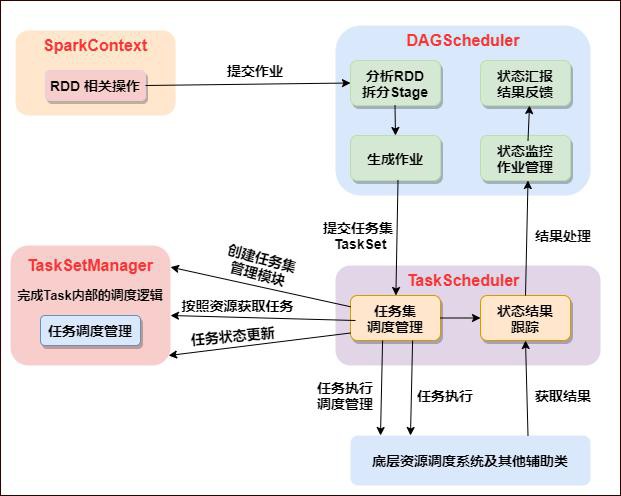 SparkContext
RDD 相关操作
提交作业
DAGScheduler
分析RDD
拆分Stage
状态汇报
结果反馈
生成作业
状态监控
作业管理
提交任务集
TaskSet
结果处理
创建任务集
管理模块
TaskSetManager
完成Task内部的调度逻辑
任务调度管理
按照资源获取任务
任务状态更新
TaskScheduler
任务集
调度管理
状态结果
跟踪
任务执行
调度管理
任务执行
获取结果
底层资源调度系统及其他辅助类